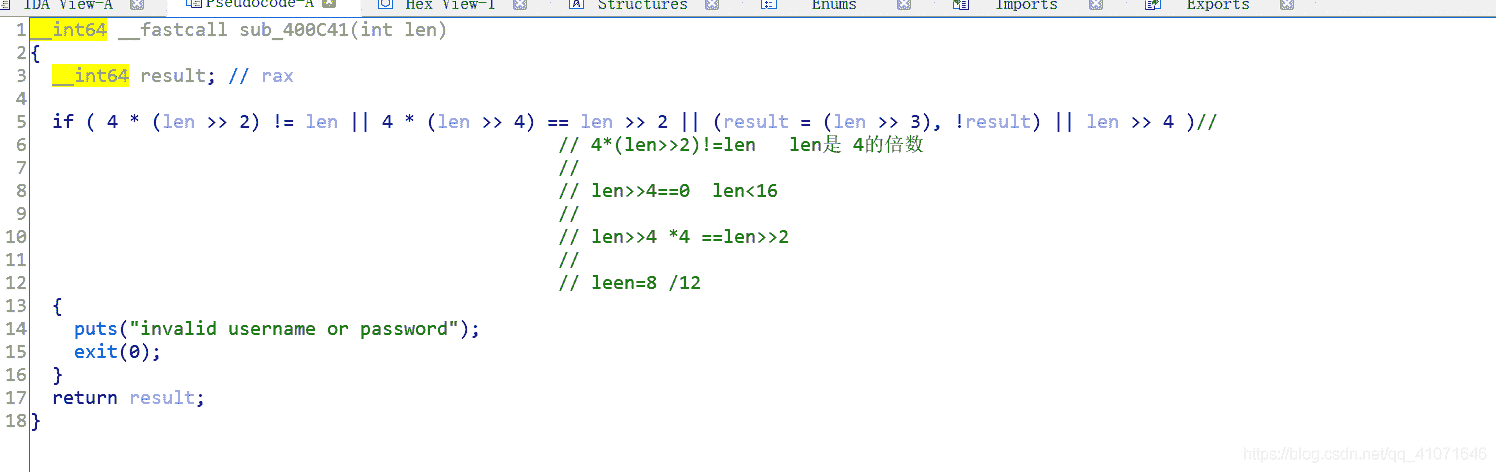 IDA View-A Pseudocode-A Hex View-1 Structures Enums Imports Exports
1 __int64 __fastcall sub_400C41(int len)
2 {
3 __int64 result; // rax
4
5 if ( 4 * (len >> 2) != len || 4 * (len >> 4) == len >> 2 || (result = (len >> 3), !result) || len >> 4 )//
6 // 4*(len>>2)!=len len是 4的倍数
7 //
8 // len>>4==0 len<16
9 //
10 // len>>4 *4 ==len>>2
11 //
12 // leen=8 /12
13 {
14 puts("invalid username or password");
15 exit(0);
16 }
17 return result;
18 }
https://blog.csdn.net/qq_41071646